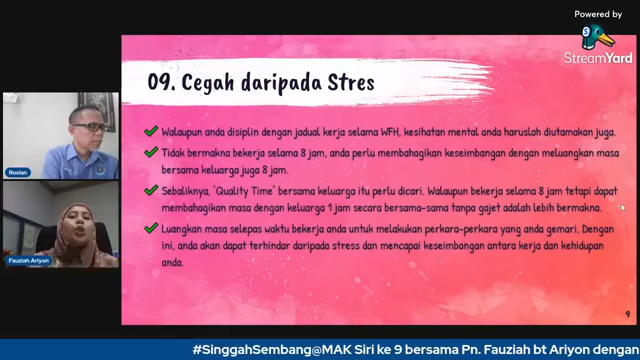 Powered by
StreamYard
09. Cegah daripada Stres
Walaupun anda disiplin dengan jadual kerja selama WFH, kesihatan mental anda haruslah diutamakan juga.
Tidak bermakna bekerja selama 8 jam, anda perlu membahagikan keseimbangan dengan meluangkan masa
bersama keluarga juga 8 jam.
Sebaliknya, 'Quality Time' bersama keluarga itu perlu dicari. Walaupun bekerja selama 8 jam tetapi dapat
membahagikan masa dengan keluarga 1 jam secara bersama-sama tanpa gajet adalah lebih bermakna.
Luangkan masa selepas waktu bekerja anda untuk melakukan perkara-perkara yang anda gemari. Dengan
ini, anda akan dapat terhindar daripada stress dan mencapai keseimbangan antara kerja dan kehidupan
anda.
9
Roslan
Fauziah Ariyon
#SinggahSembang@MAK Siri ke 9 bersama Pn. Fauziah bt Ariyon dengan